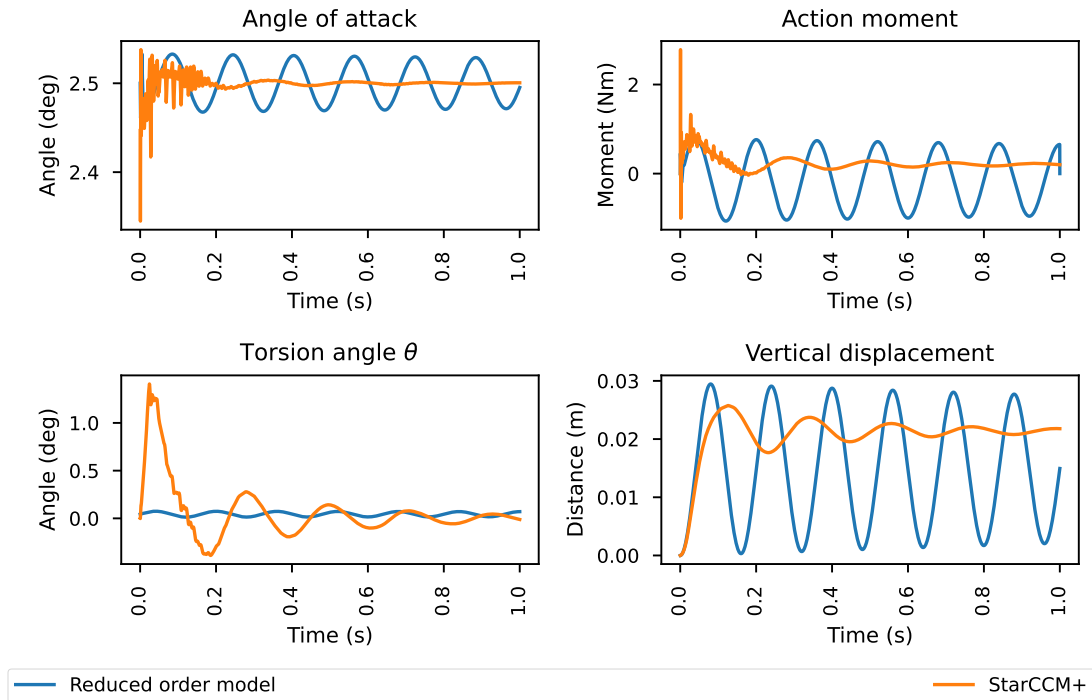 Angle of attack
Action moment
2.5
2.4
Angle (deg)
0.0
0.2
0.4
0.6
0.8
1.0
Time (s)
2
0
Moment (Nm)
0.0
0.2
0.4
0.6
0.8
1.0
Time (s)
Torsion angle θ
Vertical displacement
1.0
0.5
0.0
Angle (deg)
0.0
0.2
0.4
0.6
0.8
1.0
Time (s)
0.03
0.02
0.01
0.00
Distance (m)
0.0
0.2
0.4
0.6
0.8
1.0
Time (s)
Reduced order model
StarCCM+